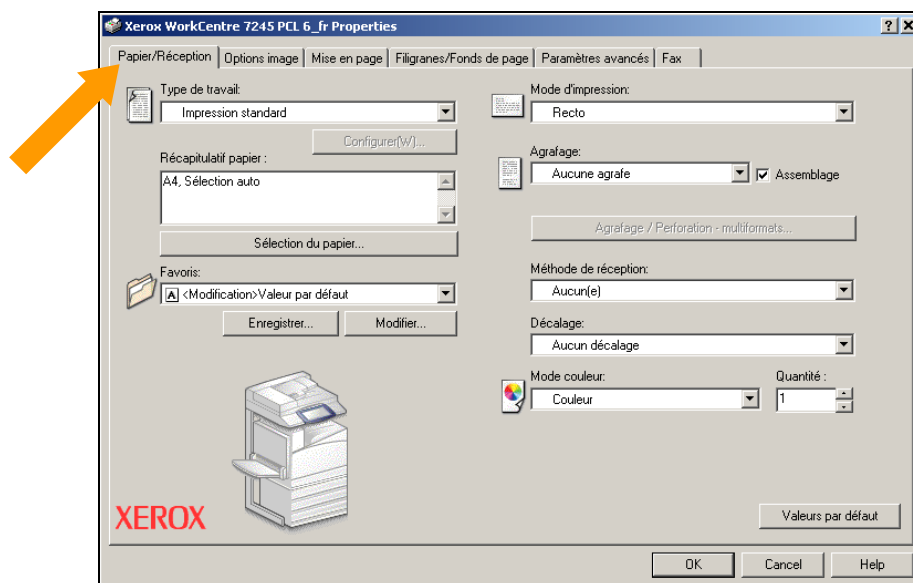 Xerox WorkCentre 7245 PCL 6_fr Properties
Papier/Réception
Options image
Mise en page
Filigranes/Fonds de page
Paramètres avancés
Fax
Type de travail:
Impression standard
Configurer(W)...
Récapitulatif papier :
A4, Sélection auto
Sélection du papier...
Favoris:
A <Modification>Valeur par défaut
Enregistrer...
Modifier...
XEROX
Mode d'impression:
Recto
Agrafage:
Aucune agrafe
Assemblage
Agrafage / Perforation - multiformats...
Méthode de réception:
Aucun(e)
Décalage:
Aucun décalage
Mode couleur:
Couleur
Quantité :
1
Valeurs par défaut
OK
Cancel
Help